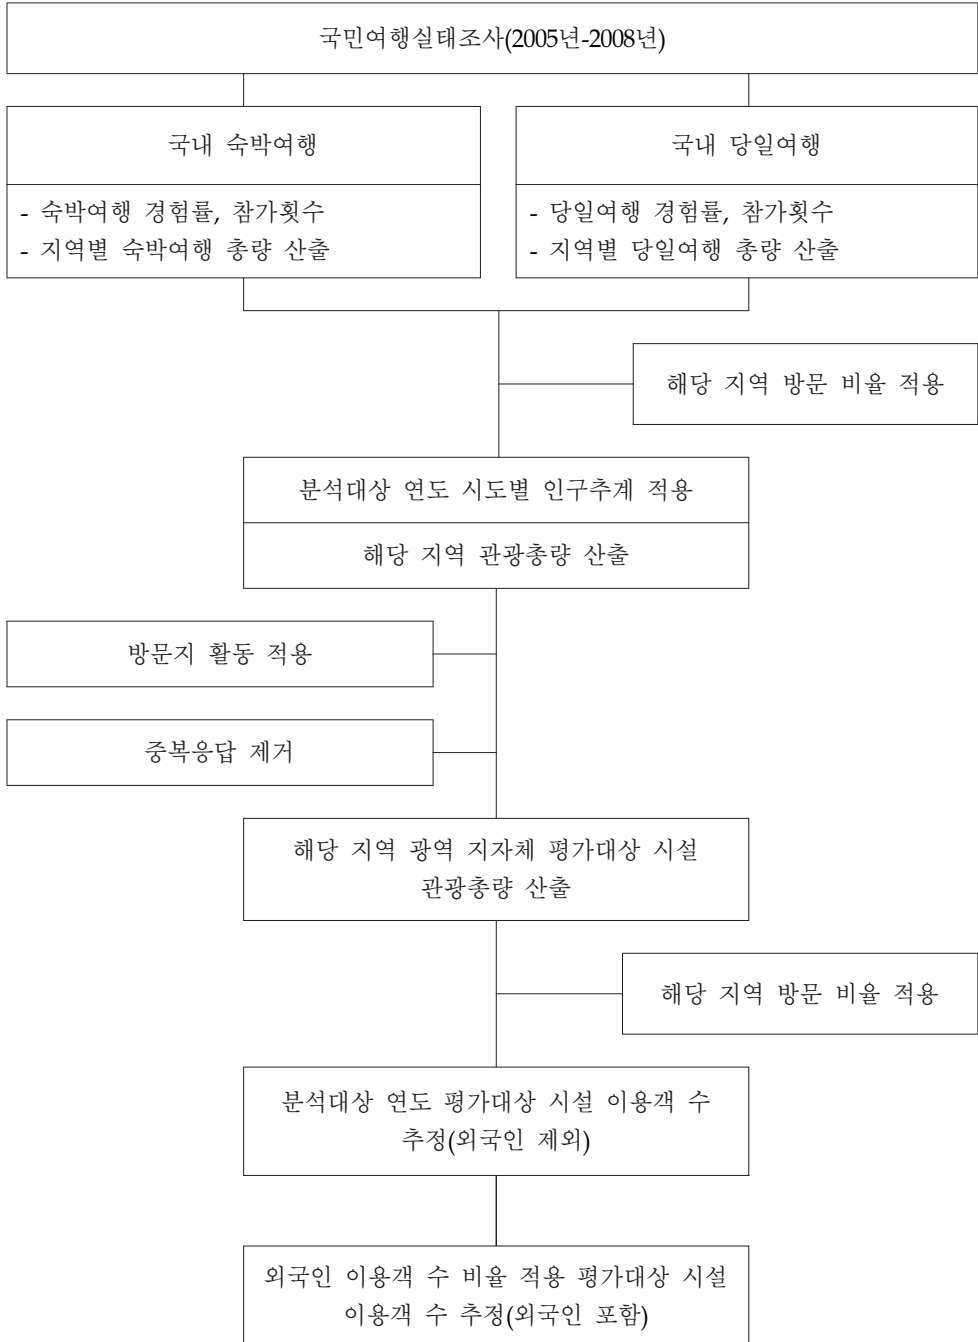 국민여행실태조사(2005년-2008년)
국내 숙박여행
- 숙박여행 경험률, 참가횟수
- 지역별 숙박여행 총량 산출
국내 당일여행
- 당일여행 경험률, 참가횟수
- 지역별 당일여행 총량 산출
해당 지역 방문 비율 적용
분석대상 연도 시도별 인구추계 적용
해당 지역 관광총량 산출
방문지 활동 적용
중복응답 제거
해당 지역 광역 지자체 평가대상 시설
관광총량 산출
해당 지역 방문 비율 적용
분석대상 연도 평가대상 시설 이용객 수
추정(외국인 제외)
외국인 이용객 수 비율 적용 평가대상 시설
이용객 수 추정(외국인 포함)